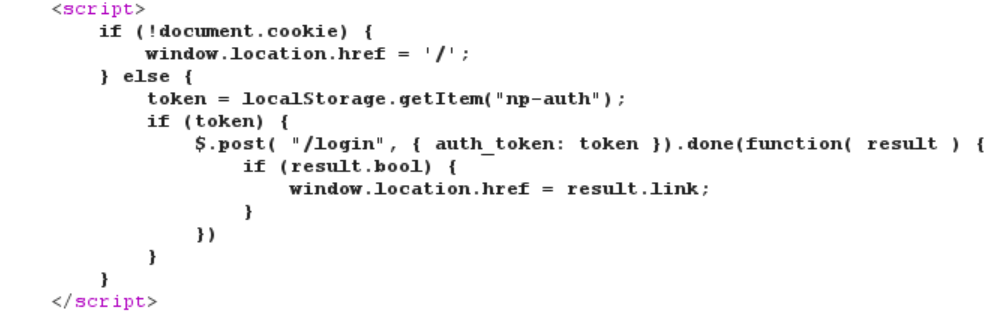 <script>
if (!document.cookie) {
window.location.href = '/';
} else {
token = localStorage.getItem("np-auth");
if (token) {
$.post( "/login", { auth_token: token }).done(function( result ) {
if (result.bool) {
window.location.href = result.link;
}
})
}
}
</script>